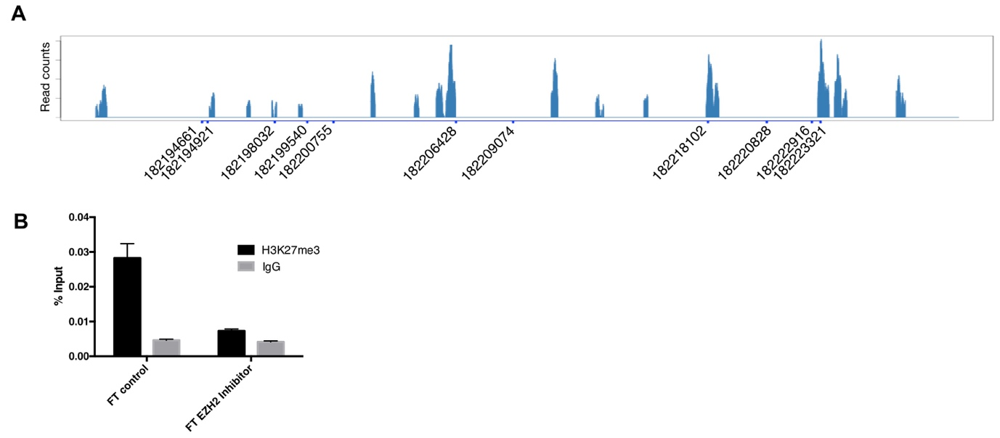 A
Read counts
182194661
182194921
182198032
182199540
182200755
182206428
182209074
182218102
182220828
182222916
182223321
B
0.04
0.03
0.02
0.01
0.00
% Input
H3K27me3
IgG
FT control
FT EZH2 Inhibitor